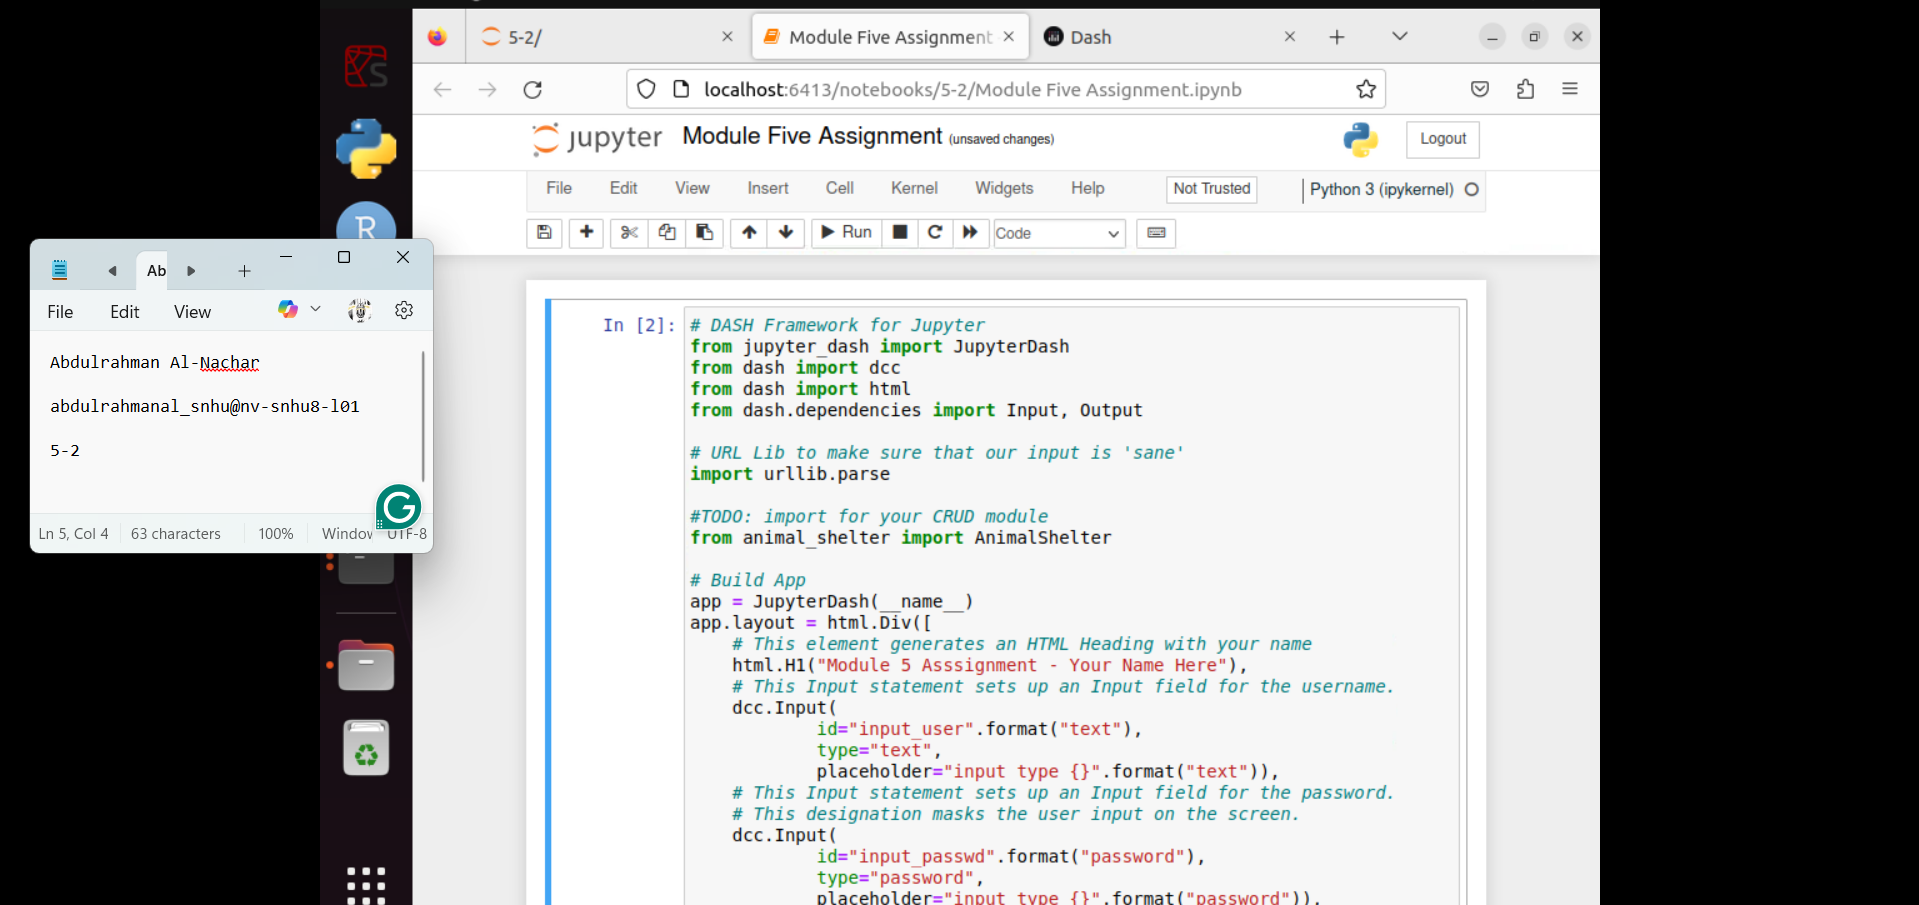 5-2/
Module Five Assignment
Dash
localhost:6413/notebooks/5-2/Module Five Assignment.ipynb
jupyter Module Five Assignment (unsaved changes)
Logout
File Edit View Insert Cell Kernel Widgets Help
Not Trusted
Python 3 (ipykernel)
Run
Code
S
R
Ab
File Edit View
Abdulrahman Al-Nachar
abdulrahmanal_snhu@nv-snhu8-l01
5-2
G
Ln 5, Col 4 63 characters 100% Window UTF-8
In [2]:
# DASH Framework for Jupyter
from jupyter_dash import JupyterDash
from dash import dcc
from dash import html
from dash.dependencies import Input, Output
# URL Lib to make sure that our input is 'sane'
import urllib.parse
#TODO: import for your CRUD module
from animal_shelter import AnimalShelter
# Build App
app = JupyterDash(__name__)
app.layout = html.Div([
# This element generates an HTML Heading with your name
html.H1("Module 5 Asssignment - Your Name Here"),
# This Input statement sets up an Input field for the username.
dcc.Input(
id="input_user".format("text"),
type="text",
placeholder="input type {}".format("text")),
# This Input statement sets up an Input field for the password.
# This designation masks the user input on the screen.
dcc.Input(
id="input_passwd".format("password"),
type="password",
placeholder="input type {}".format("password")),